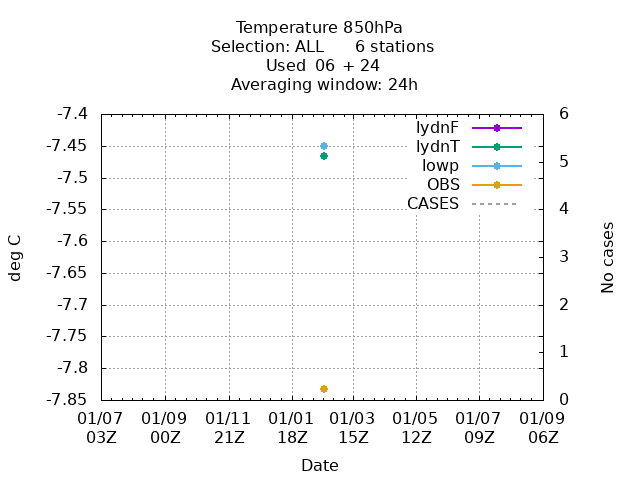 Temperature 850hPa
Selection: ALL      6 stations
Used  06 + 24
Averaging window: 24h
-7.4
-7.45
-7.5
-7.55
-7.6
-7.65
-7.7
-7.75
-7.8
-7.85
6
5
4
3
2
1
0
lydnF
lydnT
lowp
OBS
CASES
deg C
No cases
01/07 01/09 01/11 01/01 01/03 01/05 01/07 01/09
03Z 00Z 21Z 18Z 15Z 12Z 09Z 06Z
Date